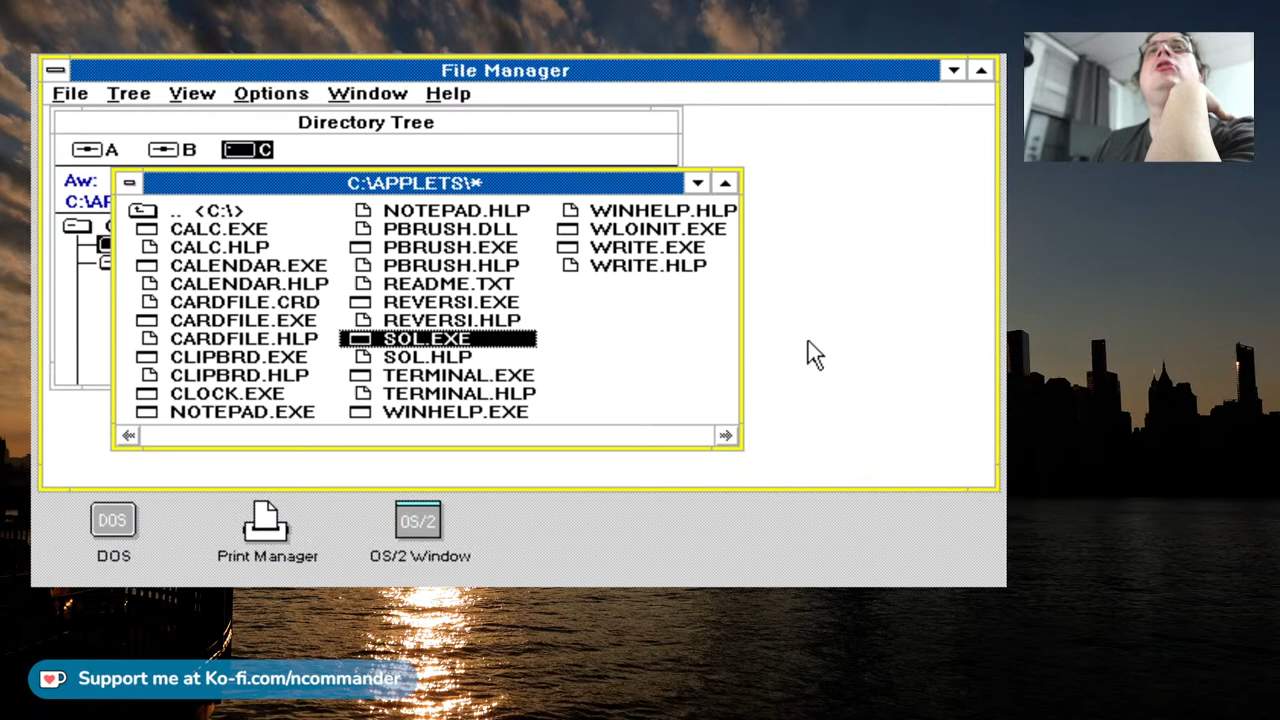 File Manager
File Tree View Options Window Help
Directory Tree
A B C
Aw:
C:\AP
C:\APPLETS\*
.. <C:\>
CALC.EXE
CALC.HLP
CALENDAR.EXE
CALENDAR.HLP
CARDFILE.CRD
CARDFILE.EXE
CARDFILE.HLP
CLIPBRD.EXE
CLIPBRD.HLP
CLOCK.EXE
NOTEPAD.EXE
NOTEPAD.HLP
PBRUSH.DLL
PBRUSH.EXE
PBRUSH.HLP
README.TXT
REVERSI.EXE
REVERSI.HLP
SOL.EXE
SOL.HLP
TERMINAL.EXE
TERMINAL.HLP
WINHELP.EXE
WINHELP.HLP
WLOINIT.EXE
WRITE.EXE
WRITE.HLP
DOS
DOS
Print Manager
OS/2
OS/2 Window
Support me at Ko-fi.com/ncommander